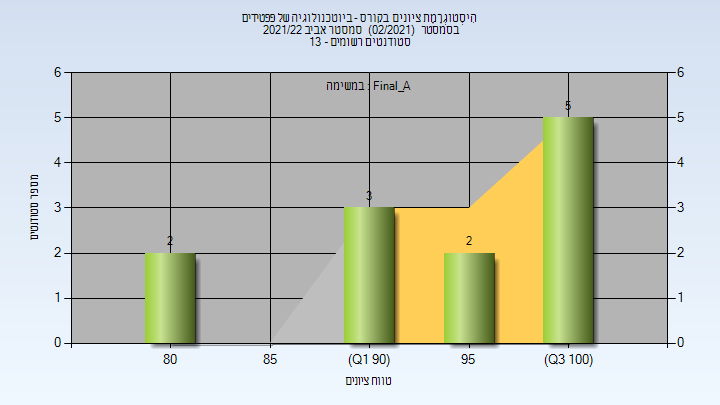 היסטוגרמת ציונים בקורס - ביוטכנולוגיה של פפטידים
בסמסטר (02/2021) סמסטר אביב 2021/22
סטודנטים רשומים - 13
במשימה : Final_A
6
5
4
3
2
1
0
מספר סטודנטים
6
5
4
3
2
1
0
2
3
2
5
80
85
(Q1 90)
95
(Q3 100)
טווח ציונים